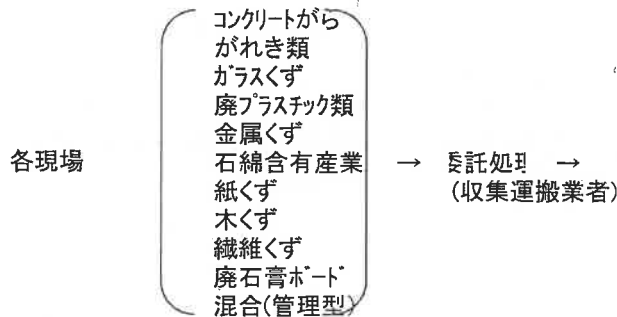 コンクリートがら
がれき類
ガラスくず
廃プラスチック類
金属くず
各現場 石綿含有産業 → 委託処理 →
紙くず (収集運搬業者)
木くず
繊維くず
廃石膏ボード
混合(管理型)